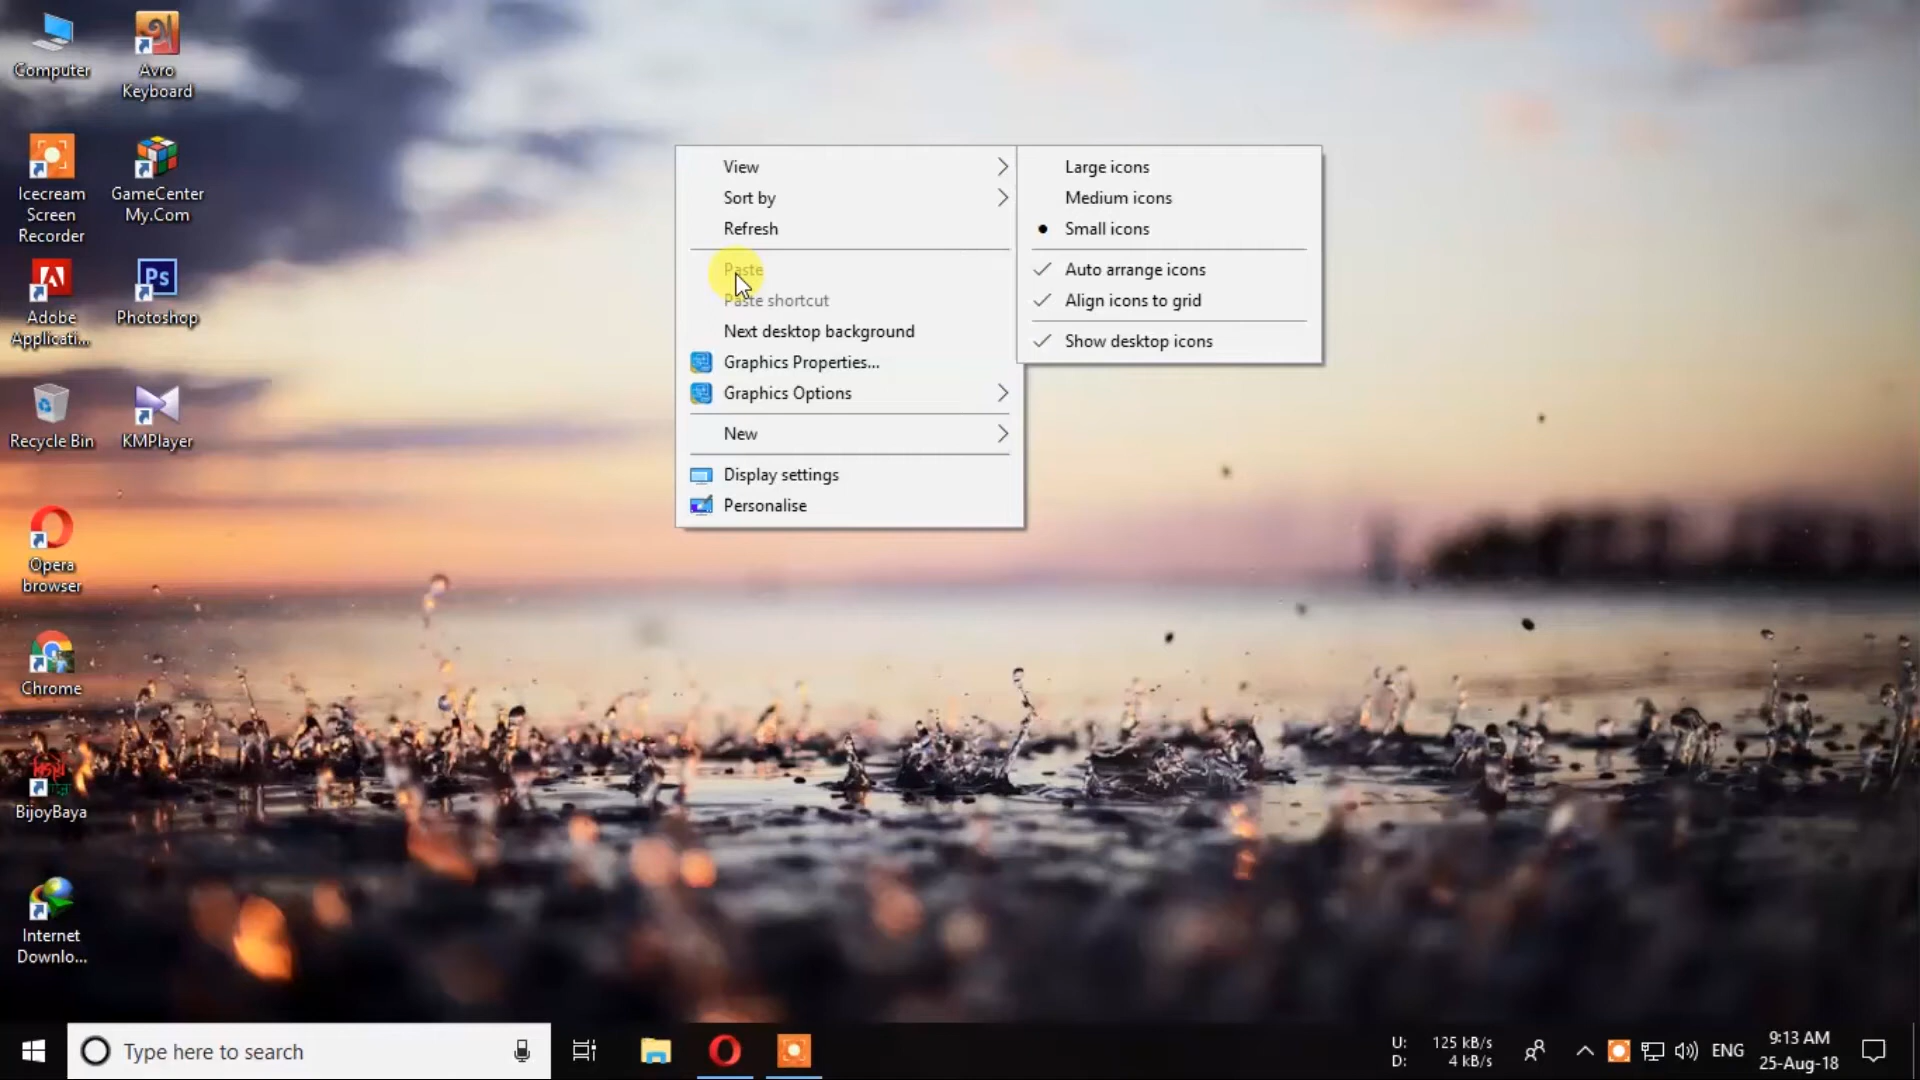 Computer
Avro
Keyboard
Icecream
Screen
Recorder
GameCenter
My.Com
Adobe
Applicati...
Ps
Photoshop
Recycle Bin
KMPlayer
Opera
browser
Chrome
BijoyBaya
Internet
Downlo...
View
Sort by
Refresh
Paste
Paste shortcut
Next desktop background
Graphics Properties...
Graphics Options
New
Display settings
Personalise
Large icons
Medium icons
Small icons
Auto arrange icons
Align icons to grid
Show desktop icons
Type here to search
U: 125 kB/s
D: 4 kB/s
ENG
9:13 AM
25-Aug-18